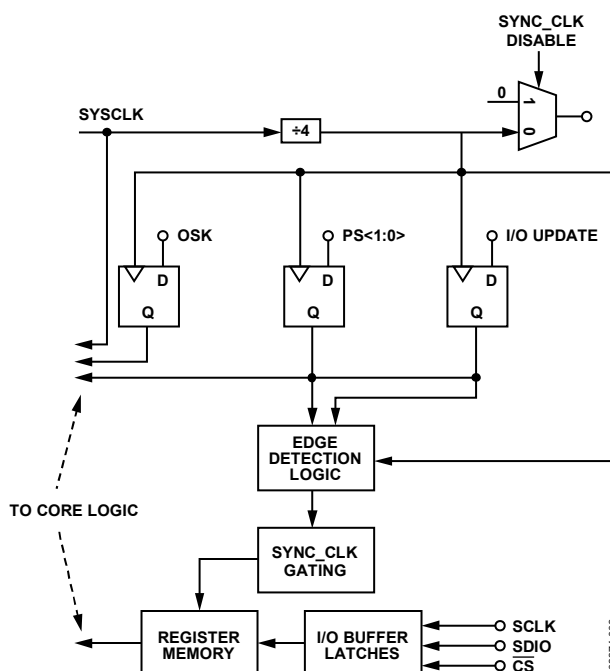 SYNC_CLK
DISABLE
0
1
0
SYSCLK
÷4
OSK
PS<1:0>
I/O UPDATE
D
Q
D
Q
D
Q
EDGE
DETECTION
LOGIC
TO CORE LOGIC
SYNC_CLK
GATING
REGISTER
MEMORY
I/O BUFFER
LATCHES
SCLK
SDIO
CS